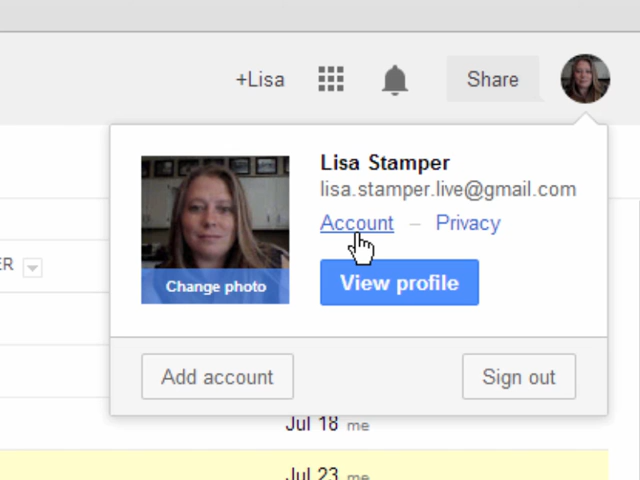 +Lisa
Share
Lisa Stamper
lisa.stamper.live@gmail.com
Account – Privacy
Change photo
View profile
ER
Add account
Sign out
Jul 18 me
Jul 23 me